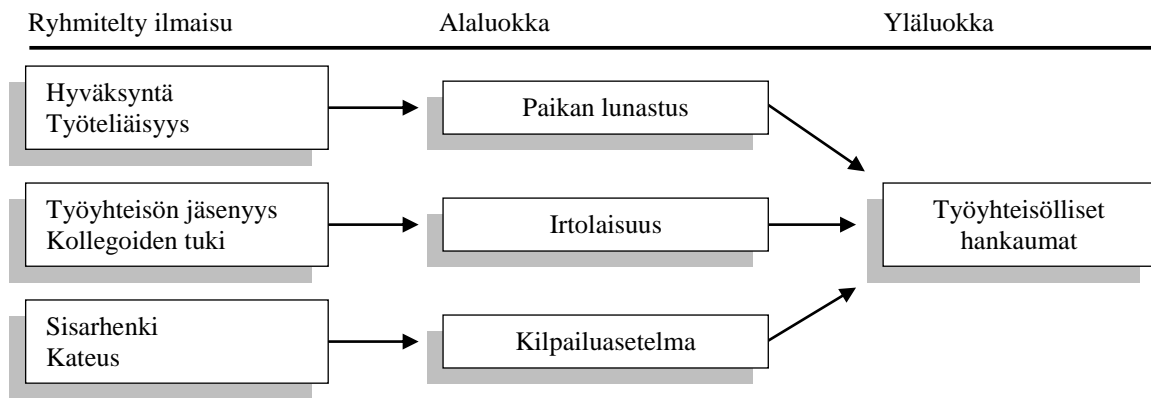 Ryhmitelty ilmaisu Alaluokka Yläluokka
Hyväksyntä
Työteliäisyys
Paikan lunastus
Työyhteisön jäsenyys
Kollegoiden tuki
Irtolaisuus
Työyhteisölliset
hankaumat
Sisarhenki
Kateus
Kilpailuasetelma